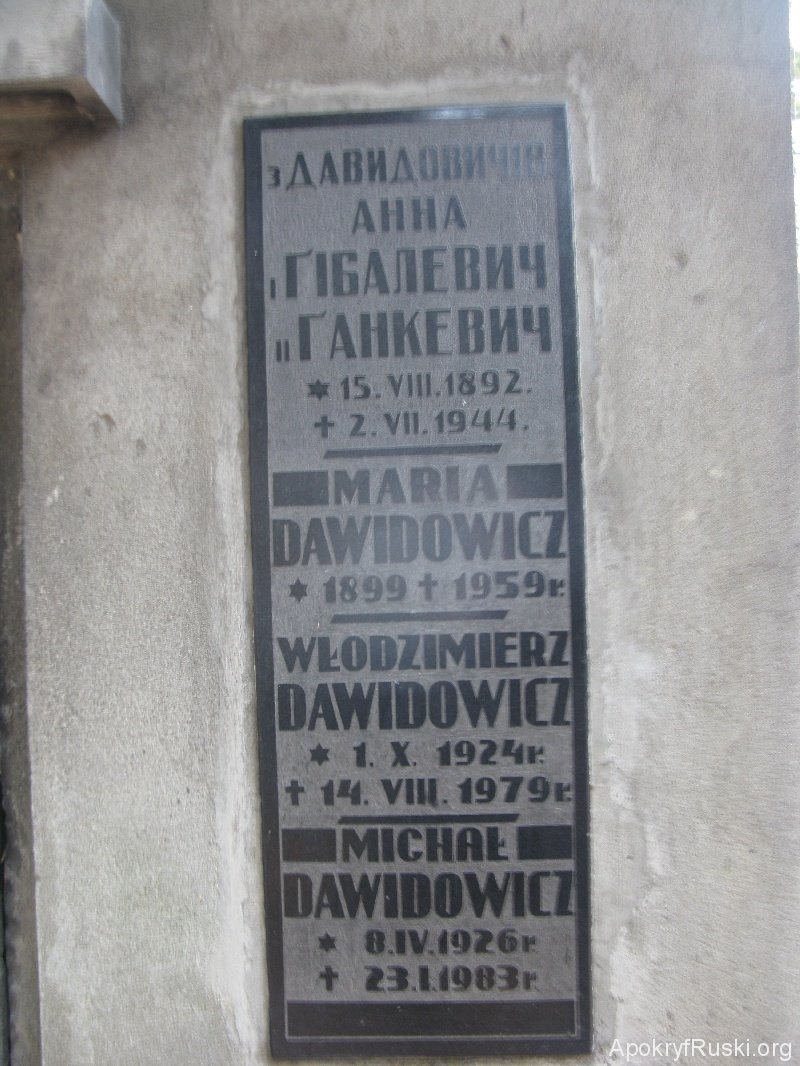 з ДАВИДОВИЧІВ
АННА
I ҐІБАЛЕВИЧ
II ҐАНКЕВИЧ
✶ 15. VIII. 1892.
✝ 2. VII. 1944.
MARIA
DAWIDOWICZ
✶ 1899 ✝ 1959r.
WŁODZIMIERZ
DAWIDOWICZ
✶ 1. X. 1924r.
✝ 14. VIII. 1979r.
MICHAŁ
DAWIDOWICZ
✶ 8.IV.1926r.
✝ 23.I.1983r.
ApokryfRuski.org